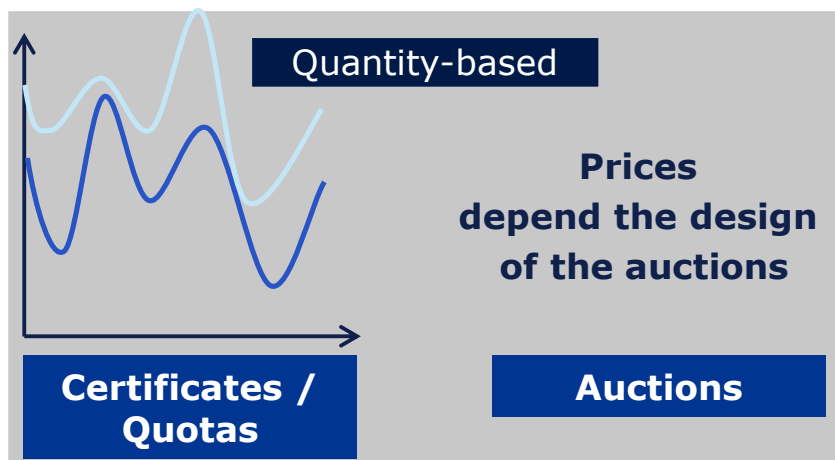 Quantity-based
Prices
depend the design
of the auctions
Certificates /
Quotas
Auctions